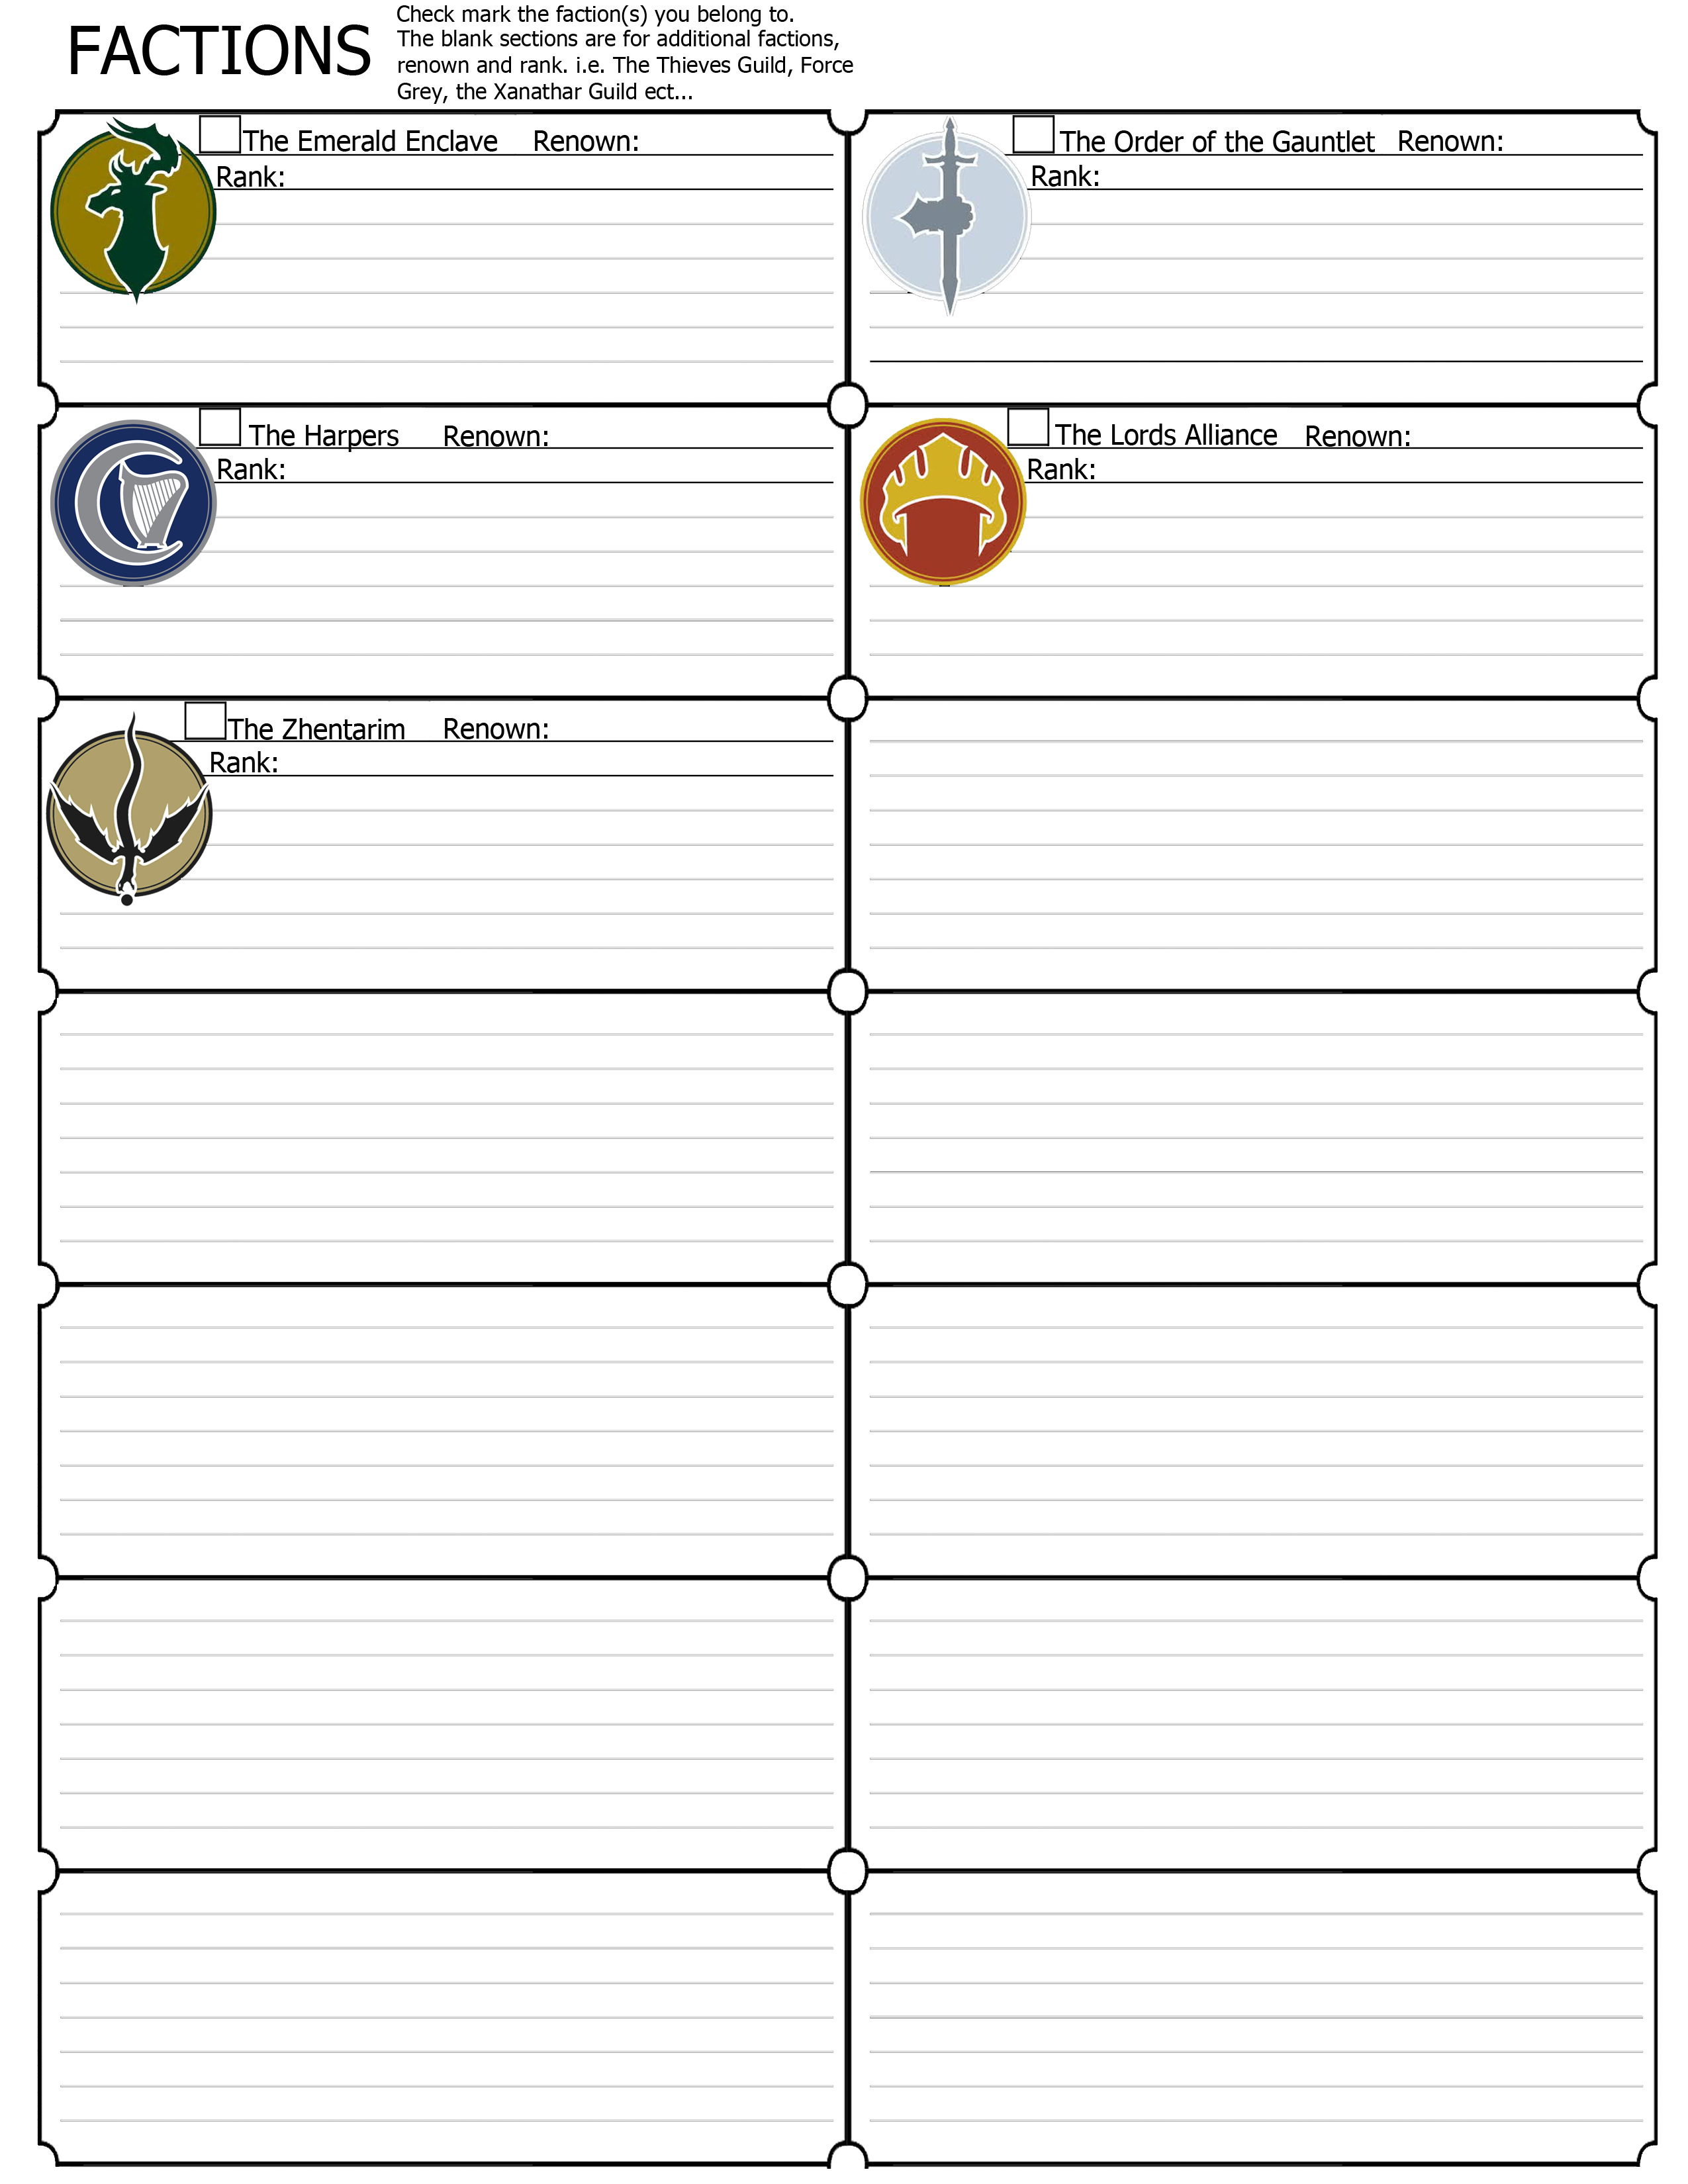 FACTIONS
Check mark the faction(s) you belong to.
The blank sections are for additional factions,
renown and rank. i.e. The Thieves Guild, Force
Grey, the Xanathar Guild ect...
The Emerald Enclave Renown:
Rank:
The Order of the Gauntlet Renown:
Rank:
The Harpers Renown:
Rank:
The Lords Alliance Renown:
Rank:
The Zhentarim Renown:
Rank: